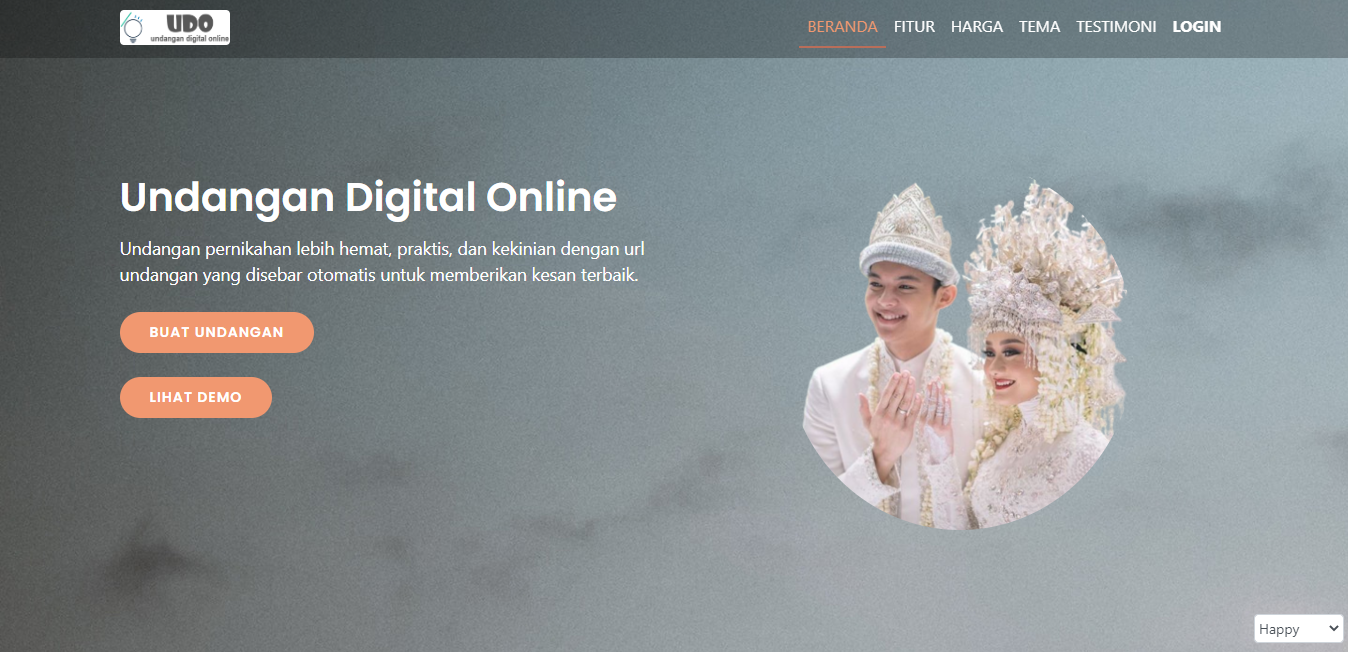 UDO
undangan digital online
BERANDA FITUR HARGA TEMA TESTIMONI LOGIN
Undangan Digital Online
Undangan pernikahan lebih hemat, praktis, dan kekinian dengan url
undangan yang disebar otomatis untuk memberikan kesan terbaik.
BUAT UNDANGAN
LIHAT DEMO
Happy